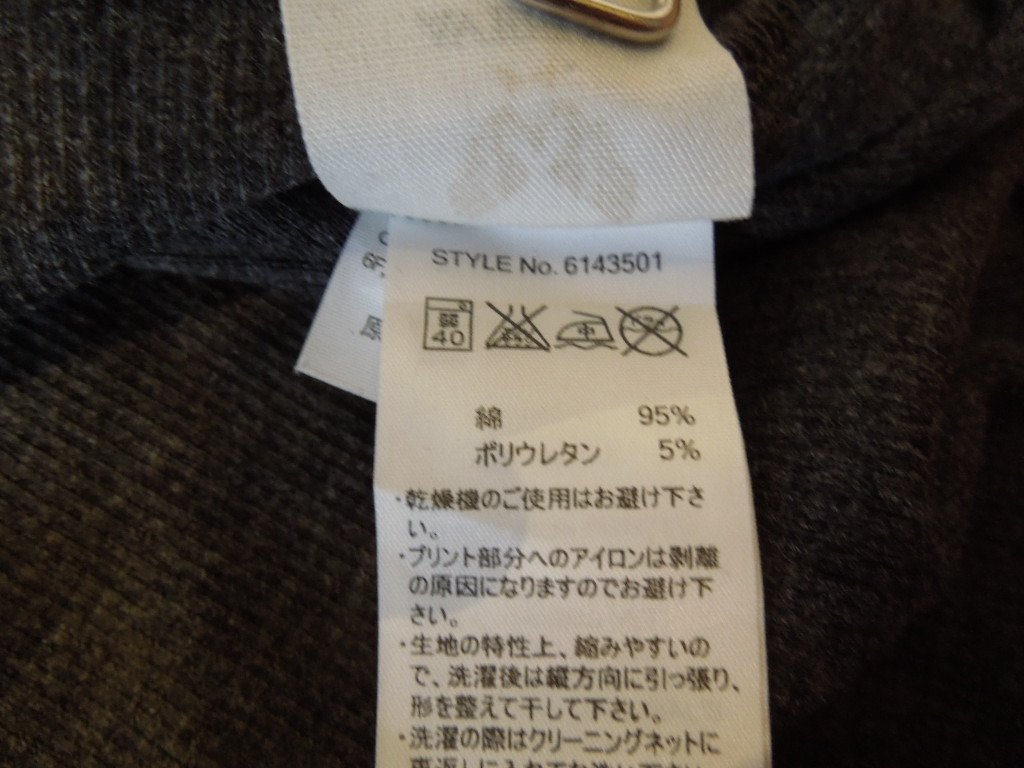 STYLE No. 6143501
弱
40
中
綿 95%
ポリウレタン 5%
・乾燥機のご使用はお避け下さ
い。
・プリント部分へのアイロンは剥離
の原因になりますのでお避け下
さい。
・生地の特性上、縮みやすいの
で、洗濯後は縦方向に引っ張り、
形を整えて干して下さい。
・洗濯の際はクリーニングネットに
原